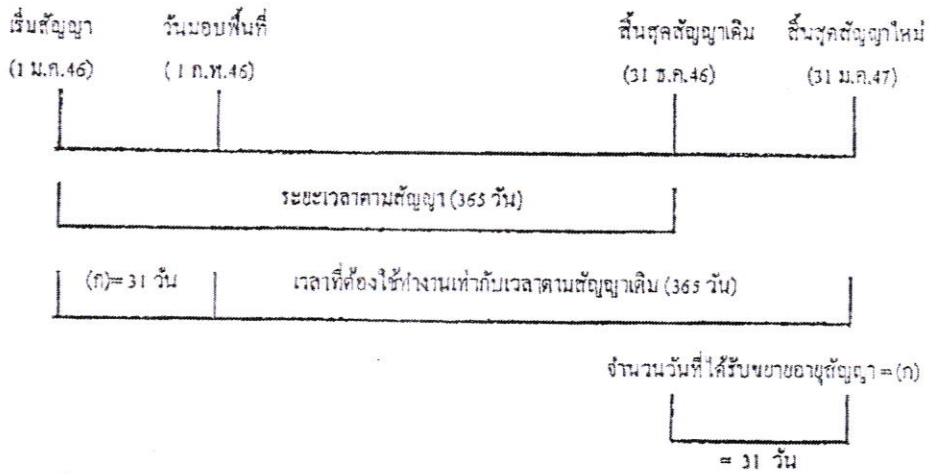 เริ่มสัญญา วันมอบพื้นที่ สิ้นสุดสัญญาเดิม สิ้นสุดสัญญาใหม่
(1 ม.ค.46) (1 ก.พ.46) (31 ธ.ค.46) (31 ม.ค.47)
ระยะเวลาตามสัญญา (365 วัน)
(ก)= 31 วัน เวลาที่ต้องใช้ทำงานเท่ากับเวลาตามสัญญาเดิม (365 วัน)
จำนวนวันที่ได้รับขยายอายุสัญญา = (ก)
= 31 วัน